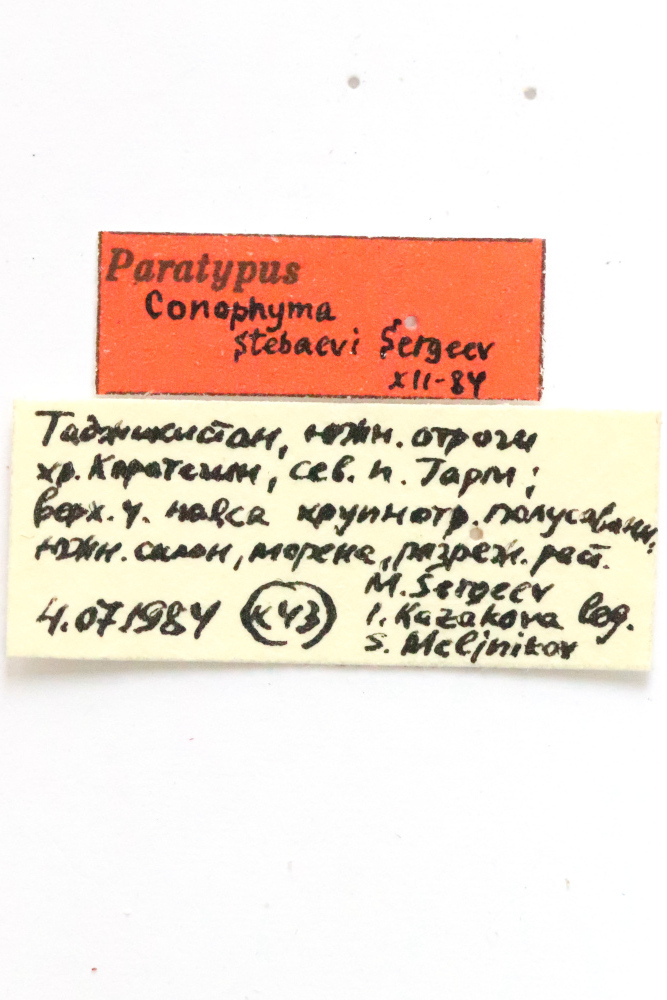 Paratypus
Conophyma
stebaevi Sergeev
XII-84
Таджикистан, южн. отроги
хр. Каратегин, сев. п. Гарм;
верх. ч. пояса крупнотр. полусаванн,
южн. склон, морена, разреж. раст.
4.07.1984 K43
M. Sergeev
I. Kazakova leg.
S. Meljnikov